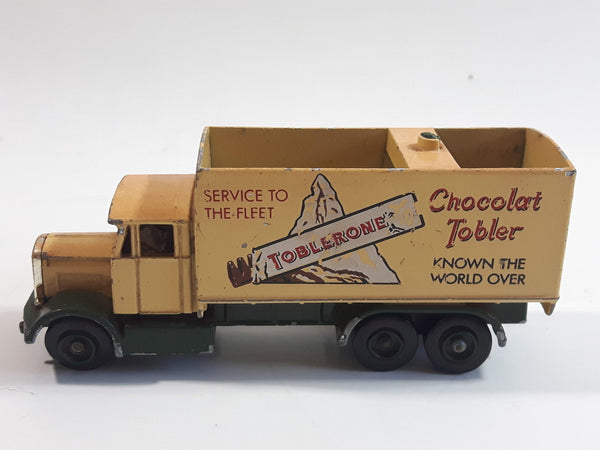 SERVICE TO
THE FLEET
TOBLERONE
Chocolat
Tobler
KNOWN THE
WORLD OVER